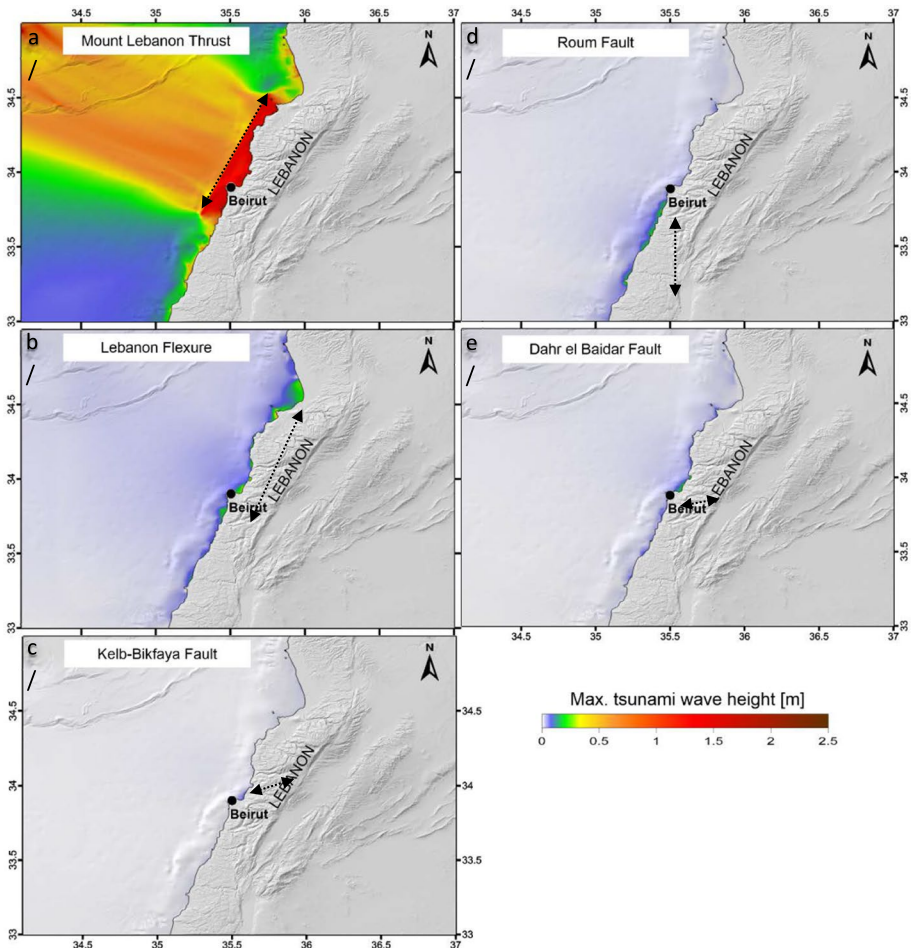 34.5 35 35.5 36 36.5 37
a
/
Mount Lebanon Thrust
N
34.5
34
33.5
33
LEBANON
Beirut
35 35.5 36 36.5 37
d
/
Roum Fault
N
34.5
34
33.5
33
LEBANON
Beirut
b
/
Lebanon Flexure
N
34.5
34
33.5
33
LEBANON
Beirut
e
/
Dahr el Baidar Fault
N
34.5
34
33.5
33
EBANON
Beirut
34.5 35 35.5 36 36.5 37
c
/
Kelb-Bikfaya Fault
N
34.5
34
33.5
33
34.5
34
33.5
33
LEBANON
Beirut
34.5 35 35.5 36 36.5 37
Max. tsunami wave height [m]
0 0.5 1 1.5 2 2.5